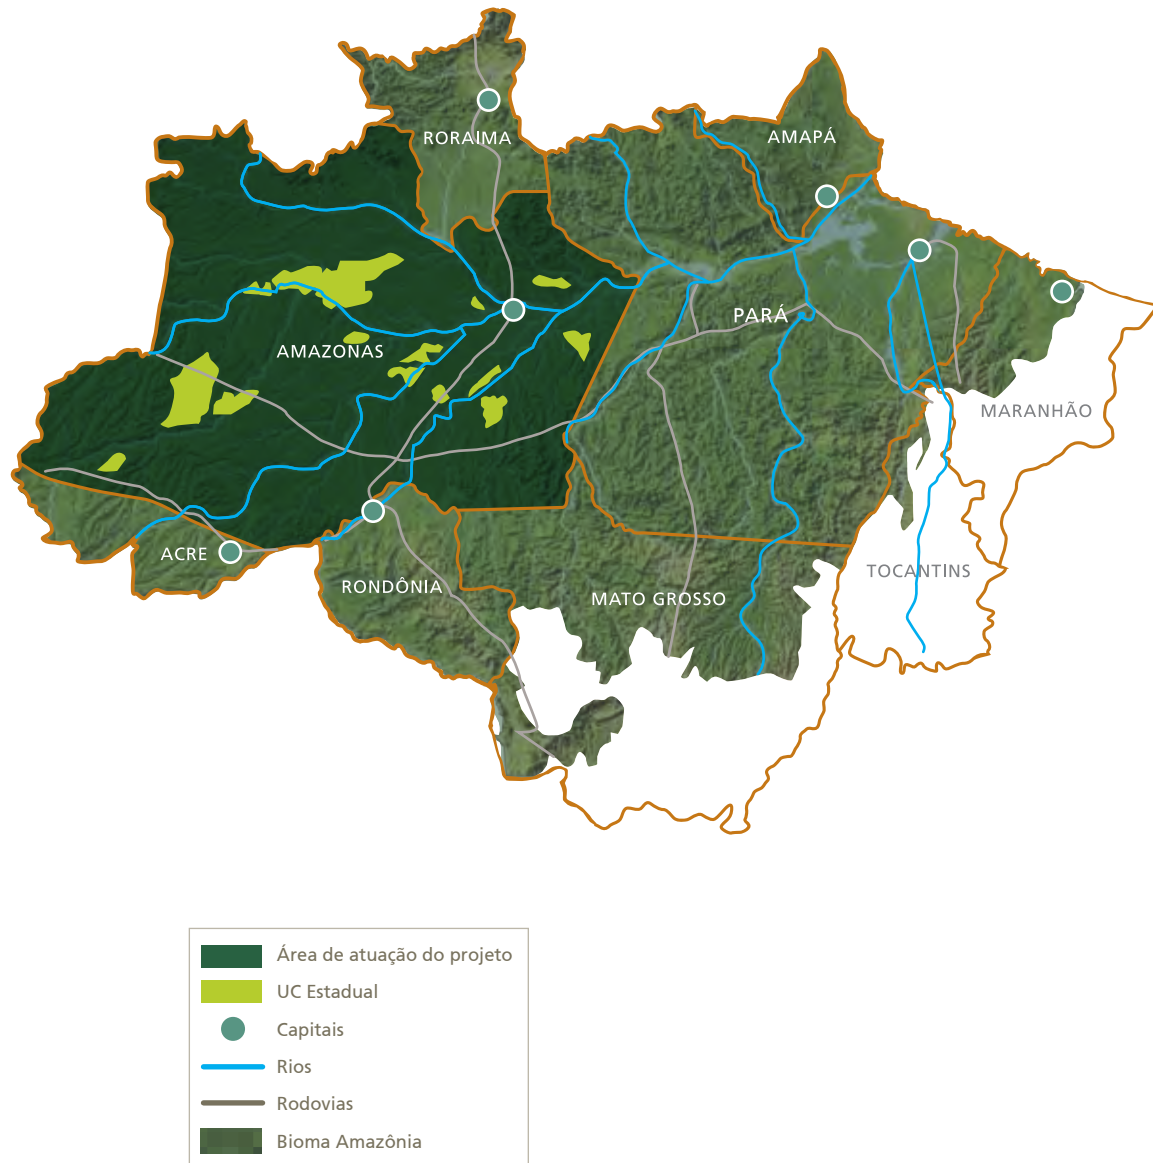 RORAIMA
AMAPÁ
PARÁ
AMAZONAS
MARANHÃO
ACRE
TOCANTINS
RONDÔNIA
MATO GROSSO
Área de atuação do projeto
UC Estadual
Capitais
Rios
Rodovias
Bioma Amazônia